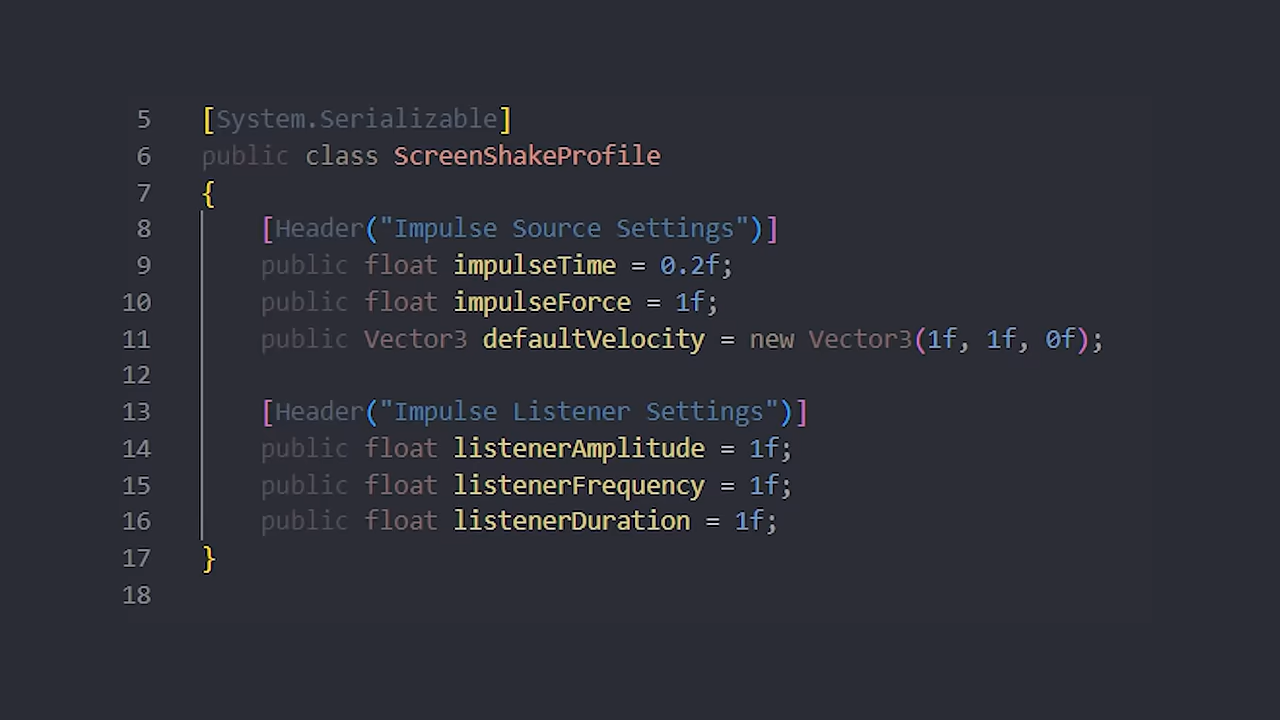 5 [System.Serializable]
6 public class ScreenShakeProfile
7 {
8 [Header("Impulse Source Settings")]
9 public float impulseTime = 0.2f;
10 public float impulseForce = 1f;
11 public Vector3 defaultVelocity = new Vector3(1f, 1f, 0f);
12
13 [Header("Impulse Listener Settings")]
14 public float listenerAmplitude = 1f;
15 public float listenerFrequency = 1f;
16 public float listenerDuration = 1f;
17 }
18